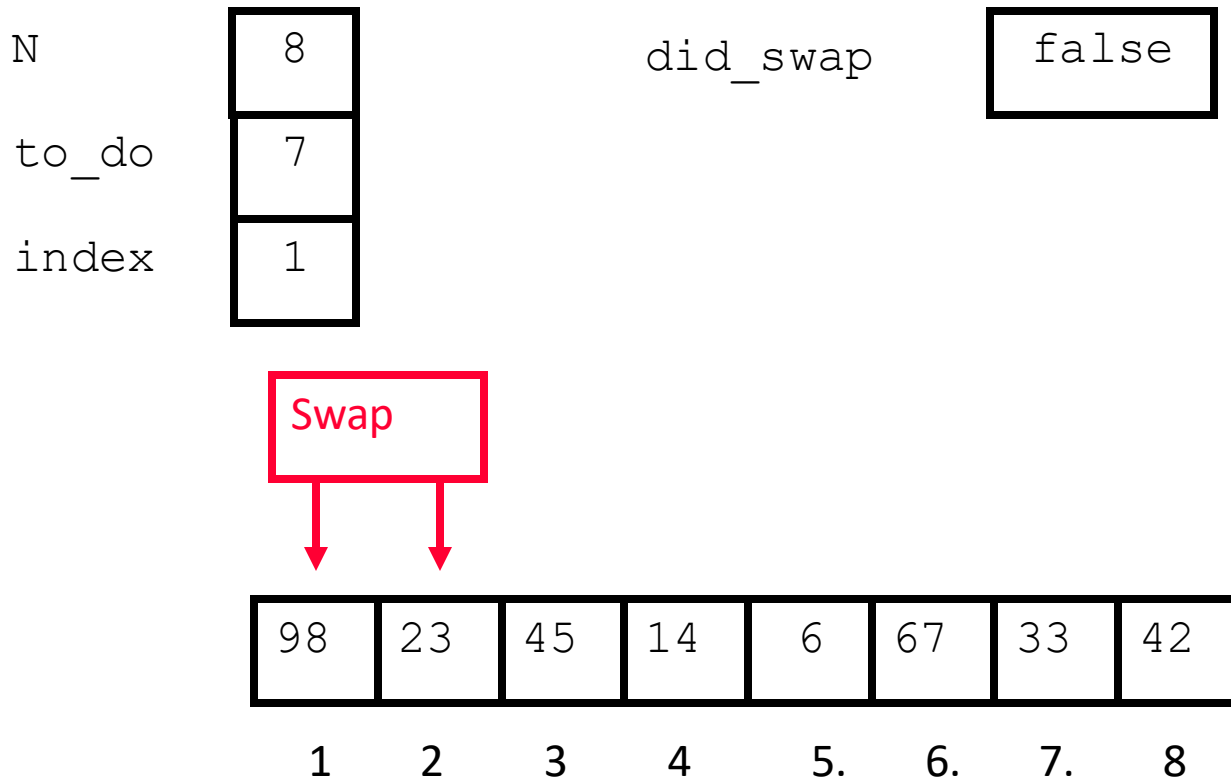 N 8 did_swap false
to_do 7
index 1
Swap
98 23 45 14 6 67 33 42
1 2 3 4 5. 6. 7. 8